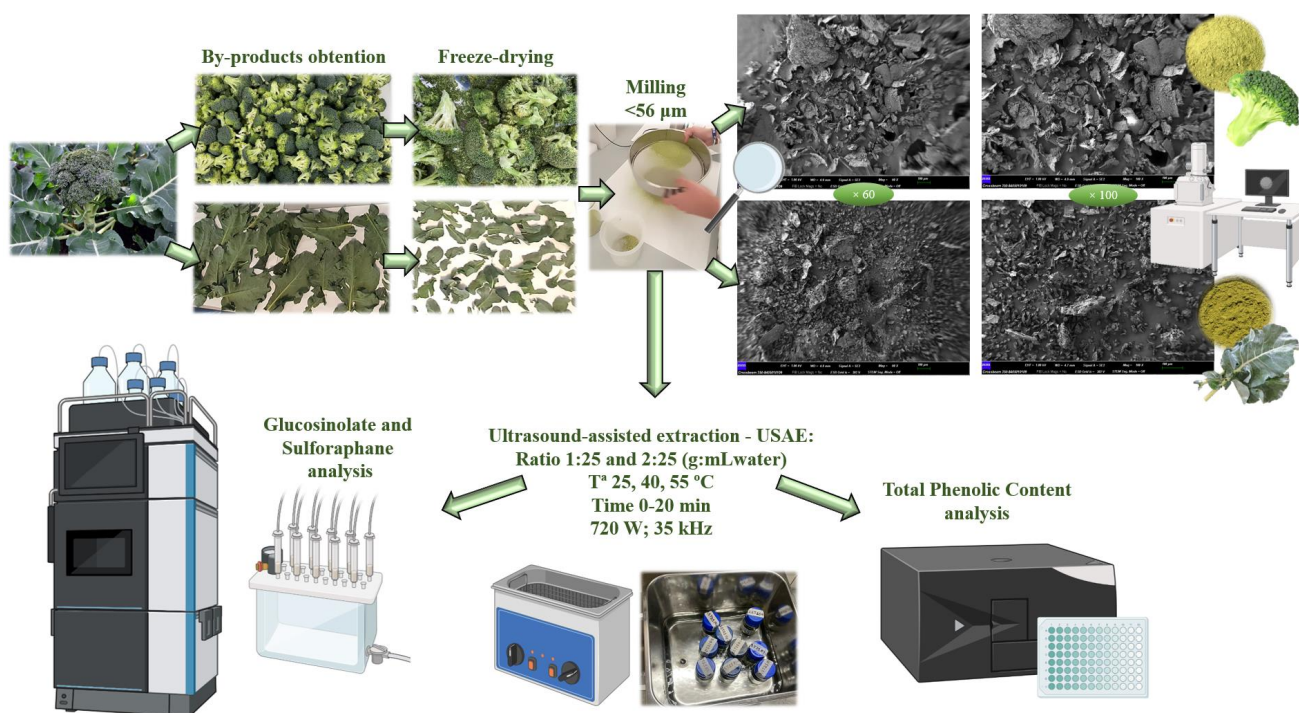 By-products obtention
Freeze-drying
Milling
<56 µm
× 60
× 100
Glucosinolate and
Sulforaphane
analysis
Ultrasound-assisted extraction - USAE:
Ratio 1:25 and 2:25 (g:mLwater)
Tª 25, 40, 55 ºC
Time 0-20 min
720 W; 35 kHz
Total Phenolic Content
analysis